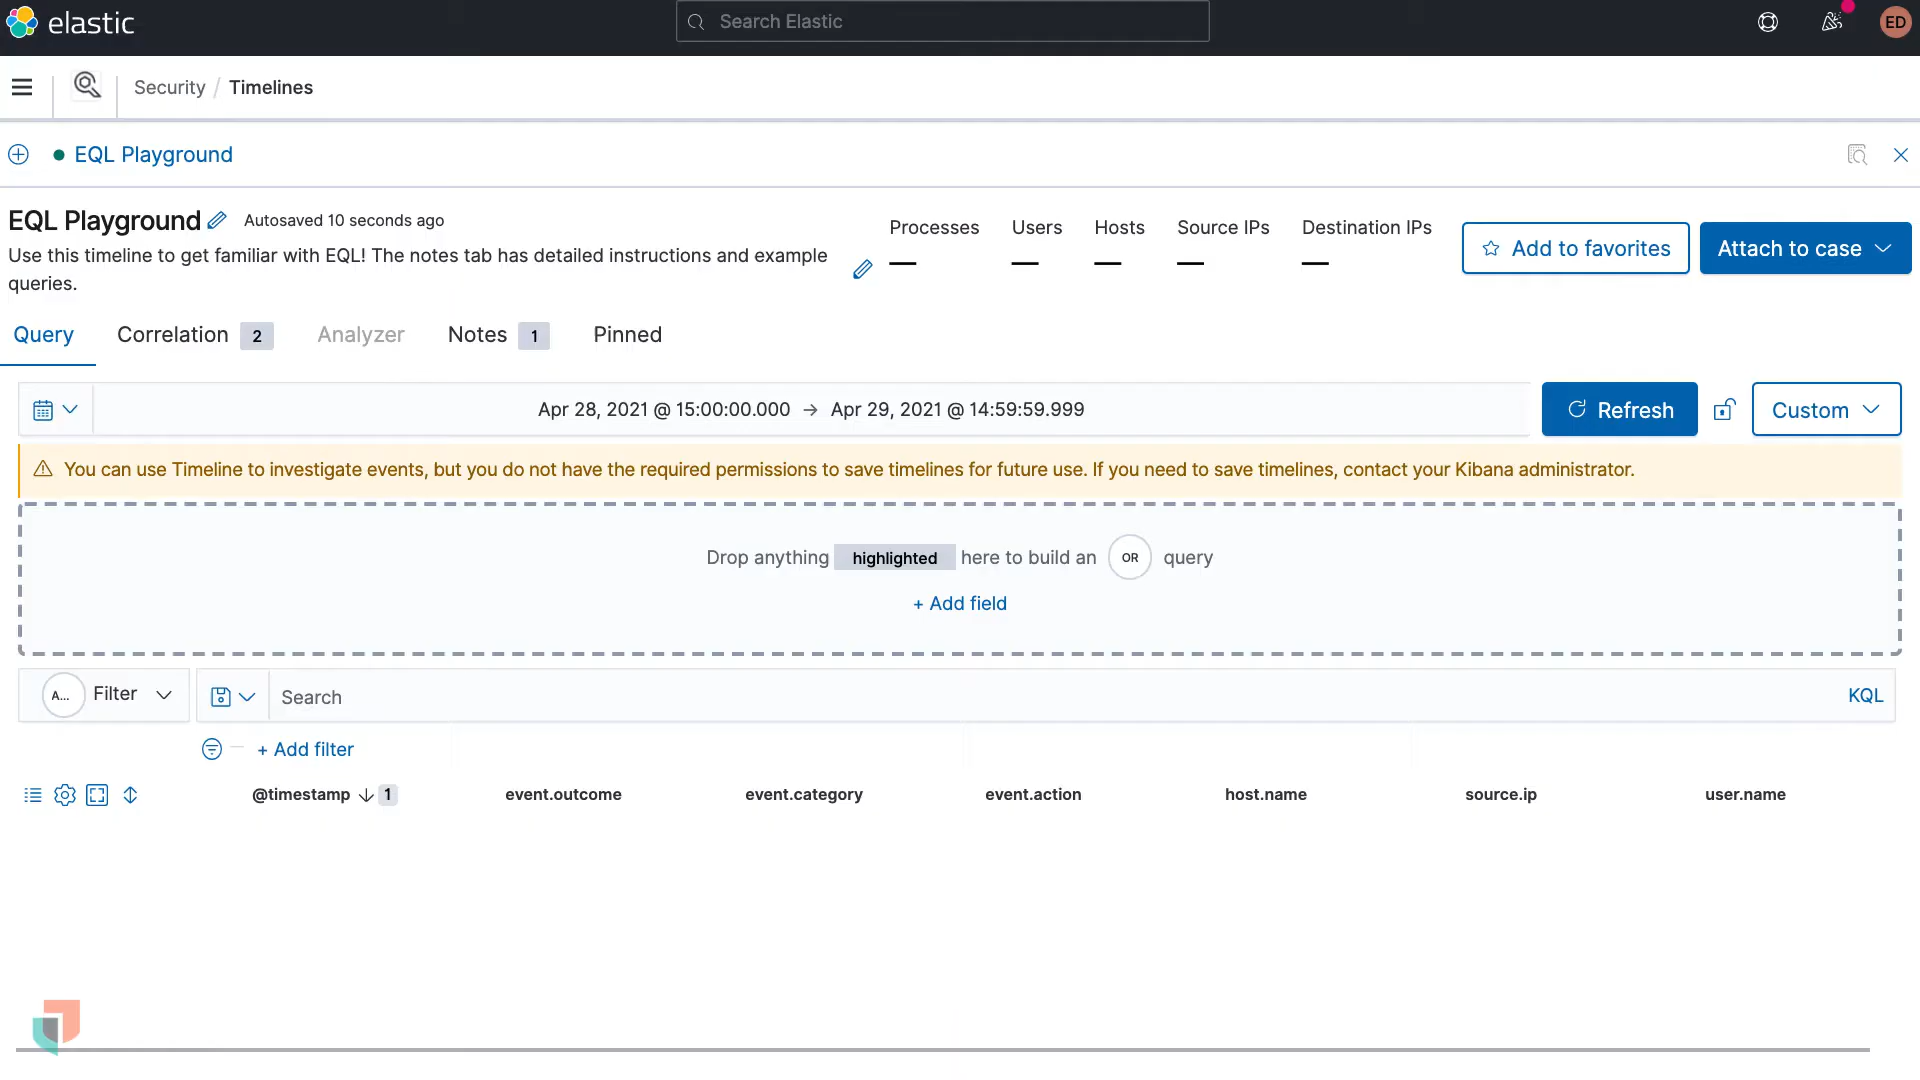 elastic
Search Elastic
ED
Security / Timelines
EQL Playground
EQL Playground
Autosaved 10 seconds ago
Use this timeline to get familiar with EQL! The notes tab has detailed instructions and example
queries.
Processes Users Hosts Source IPs Destination IPs
— — — — —
Add to favorites
Attach to case
Query Correlation 2 Analyzer Notes 1 Pinned
Apr 28, 2021 @ 15:00:00.000 → Apr 29, 2021 @ 14:59:59.999
Refresh
Custom
You can use Timeline to investigate events, but you do not have the required permissions to save timelines for future use. If you need to save timelines, contact your Kibana administrator.
Drop anything highlighted here to build an OR query
+ Add field
A... Filter
Search
KQL
+ Add filter
@timestamp 1 event.outcome event.category event.action host.name source.ip user.name